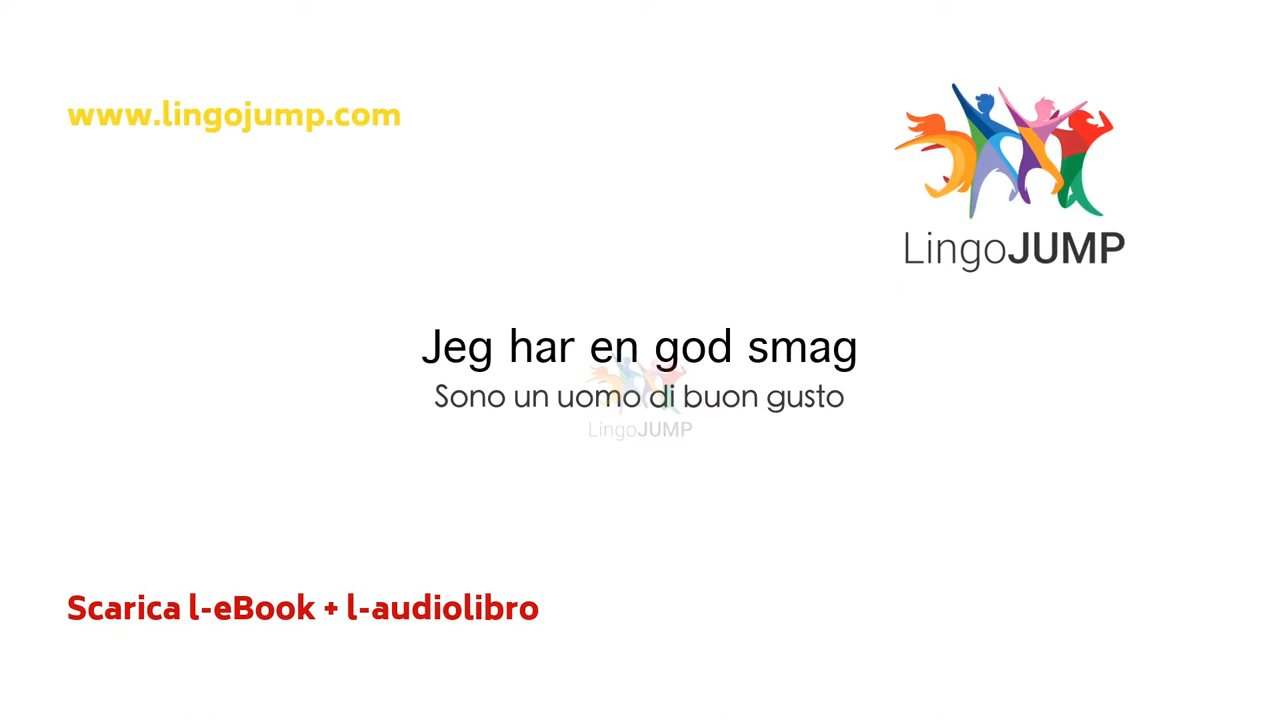 www.lingojump.com
LingoJUMP
Jeg har en god smag
Sono un uomo di buon gusto
LingoJUMP
Scarica l-eBook + l-audiolibro